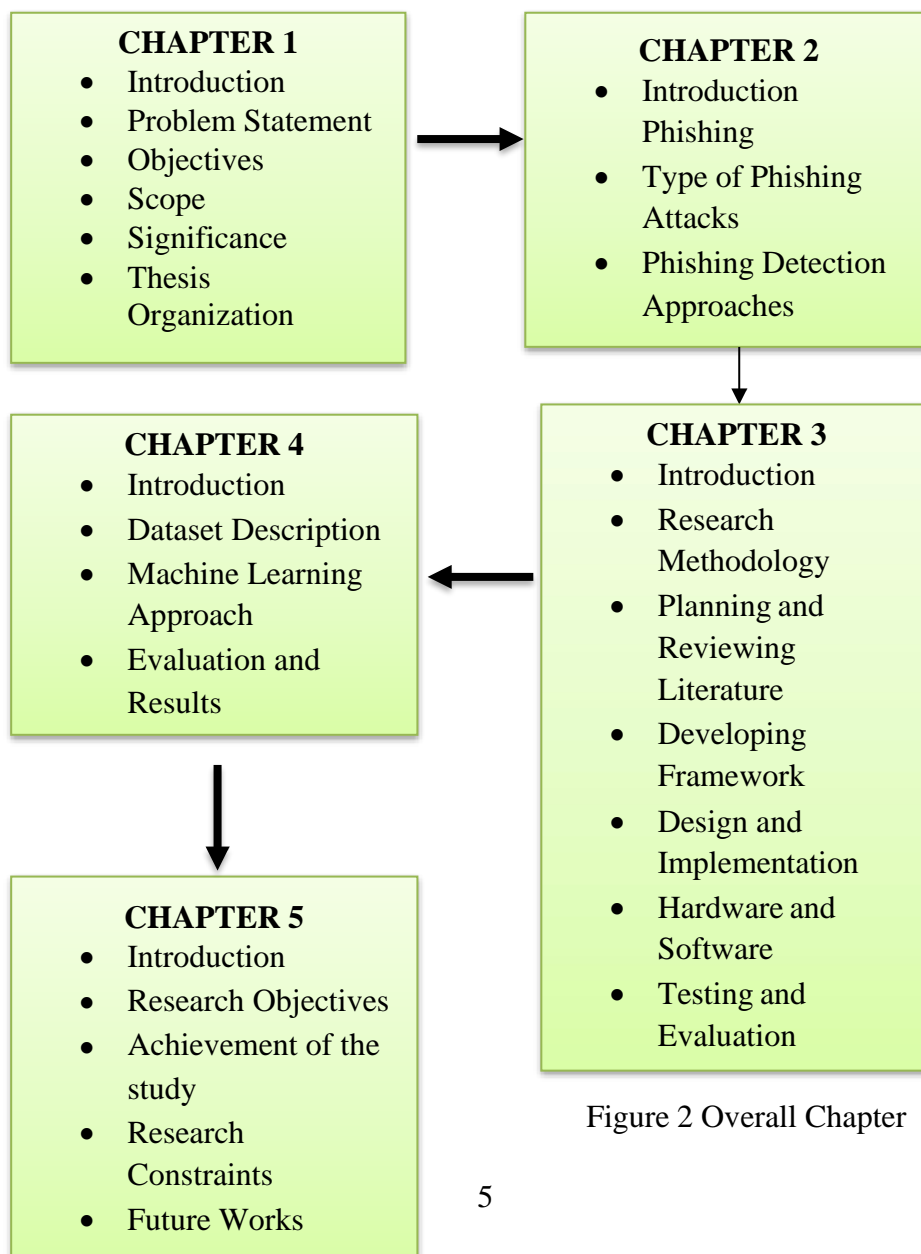 CHAPTER 1
• Introduction
• Problem Statement
• Objectives
• Scope
• Significance
• Thesis
Organization
CHAPTER 2
• Introduction
Phishing
• Type of Phishing
Attacks
• Phishing Detection
Approaches
CHAPTER 3
• Introduction
• Research
Methodology
• Planning and
Reviewing
Literature
• Developing
Framework
• Design and
Implementation
• Hardware and
Software
• Testing and
Evaluation
CHAPTER 4
• Introduction
• Dataset Description
• Machine Learning
Approach
• Evaluation and
Results
CHAPTER 5
• Introduction
• Research Objectives
• Achievement of the
study
• Research
Constraints
• Future Works
Figure 2 Overall Chapter
5